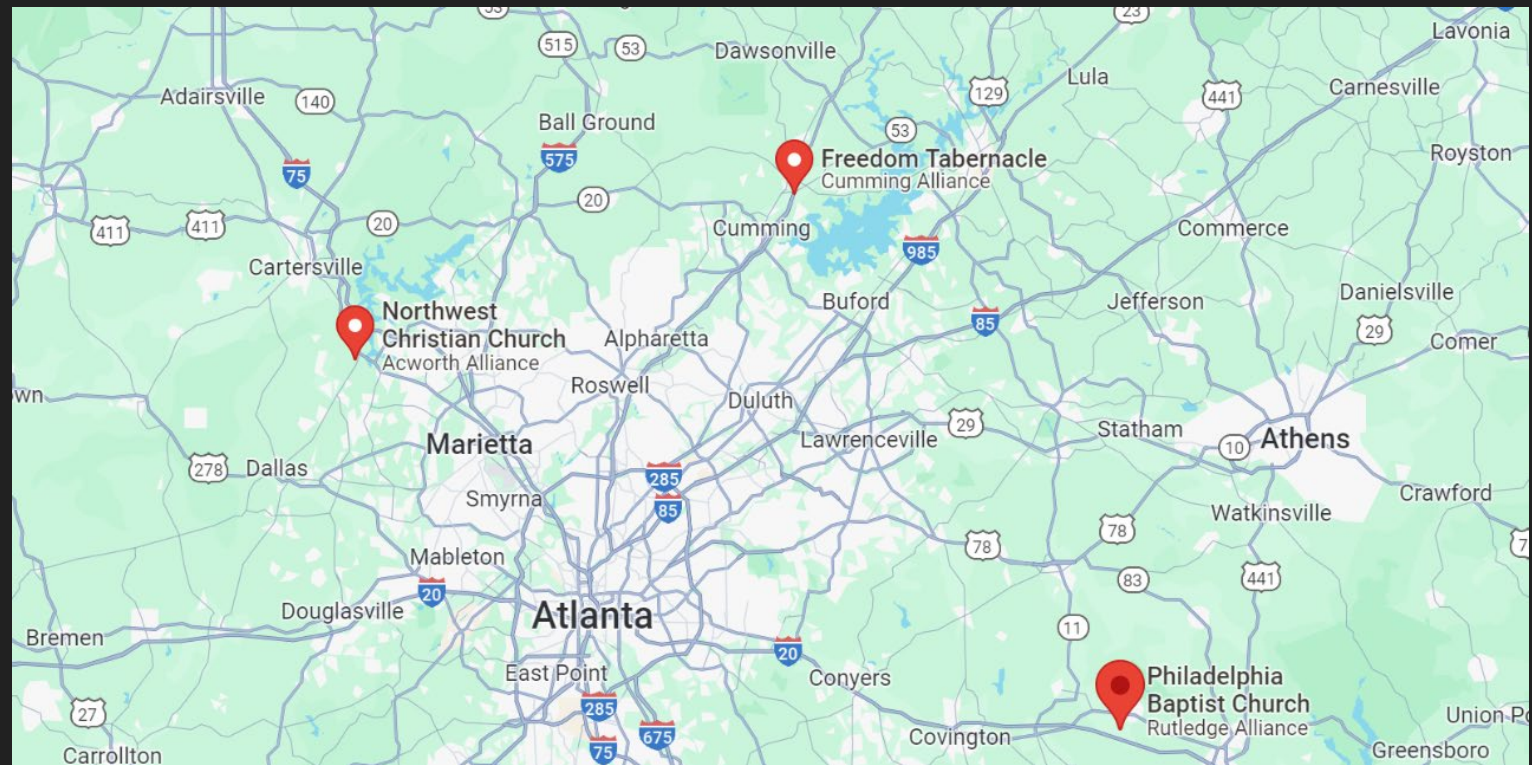 53
23
Lavonia
515
53
Dawsonville
Adairsville
140
129
Lula
441
Carnesville
Ball Ground
575
53
75
Freedom Tabernacle
Cumming Alliance
Royston
20
20
411
411
Cumming
Commerce
985
Cartersville
Northwest
Christian Church
Acworth Alliance
Buford
85
Jefferson
Danielsville
29
Alpharetta
Comer
Roswell
Duluth
own
Marietta
Lawrenceville
29
Statham
10
Athens
278
Dallas
285
85
Smyrna
Crawford
Watkinsville
Mableton
78
78
7
20
83
441
Douglasville
Atlanta
Bremen
11
20
East Point
Conyers
Philadelphia
Baptist Church
Rutledge Alliance
27
285
675
75
Covington
Union Po
Carrollton
Greensboro